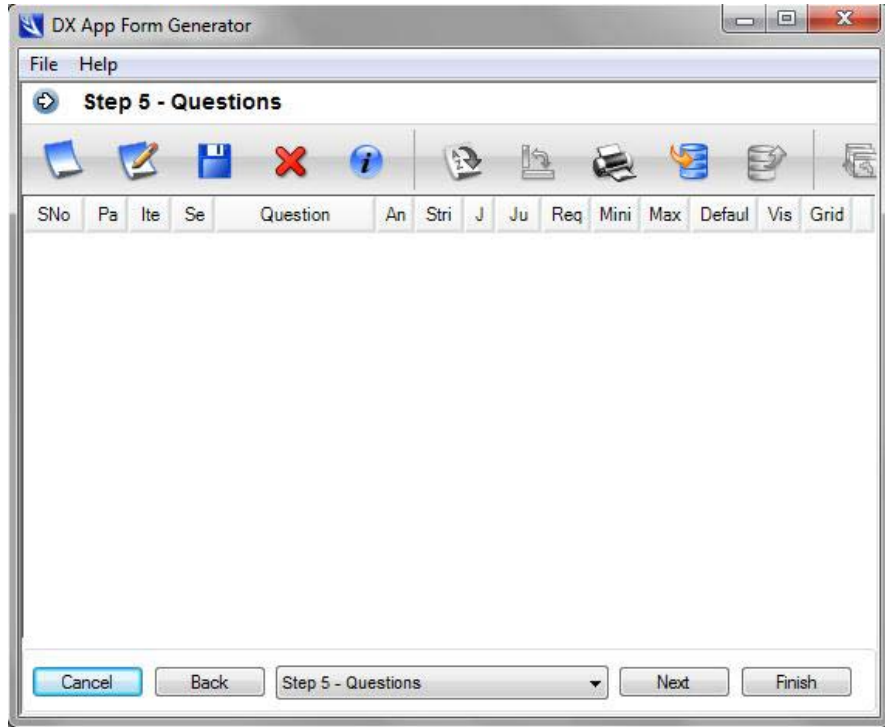 DX App Form Generator
File Help
Step 5 - Questions
SNo Pa Ite Se Question An Stri J Ju Req Mini Max Defaul Vis Grid
Cancel Back Step 5 - Questions Next Finish